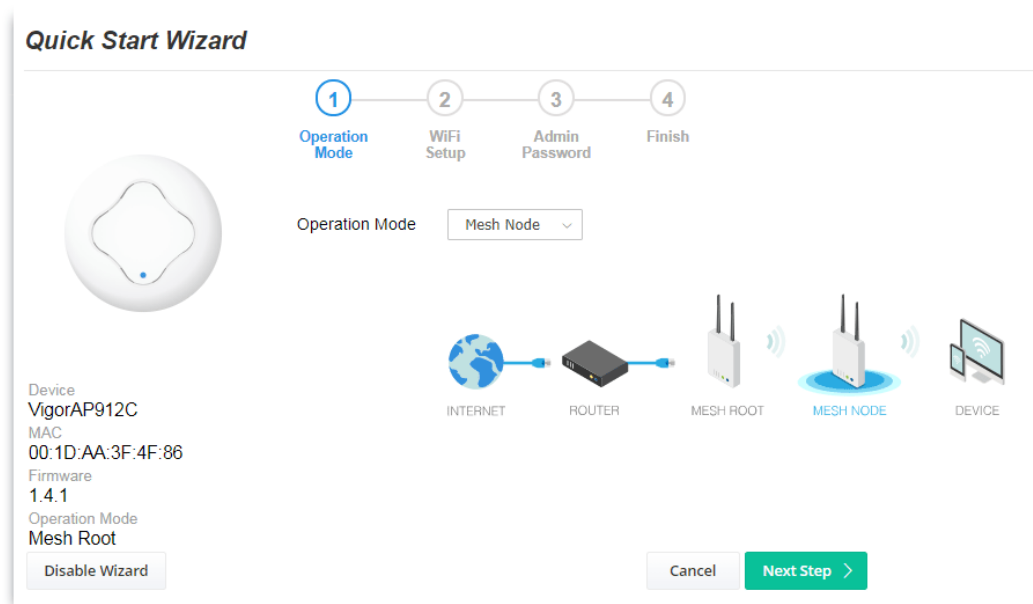 Quick Start Wizard
1
2
3
4
Operation
Mode
WiFi
Setup
Admin
Password
Finish
Operation Mode
Mesh Node
INTERNET
ROUTER
MESH ROOT
MESH NODE
DEVICE
Device
VigorAP912C
MAC
00:1D:AA:3F:4F:86
Firmware
1.4.1
Operation Mode
Mesh Root
Disable Wizard
Cancel
Next Step